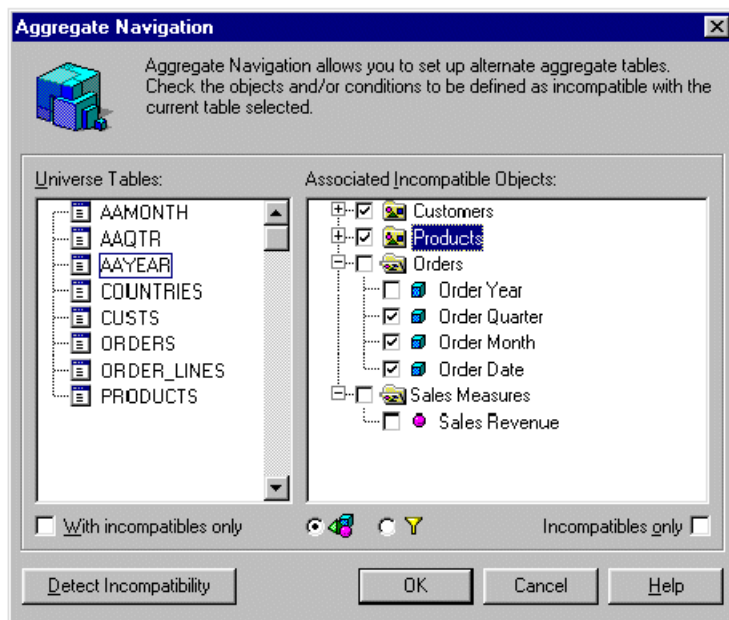 Aggregate Navigation
Aggregate Navigation allows you to set up alternate aggregate tables.
Check the objects and/or conditions to be defined as incompatible with the
current table selected.
Universe Tables:
AAMONTH
AAQTR
AAYEAR
COUNTRIES
CUSTS
ORDERS
ORDER_LINES
PRODUCTS
With incompatibles only
Associated Incompatible Objects:
Customers
Products
Orders
Order Year
Order Quarter
Order Month
Order Date
Sales Measures
Sales Revenue
Incompatibles only
Detect Incompatibility
OK
Cancel
Help